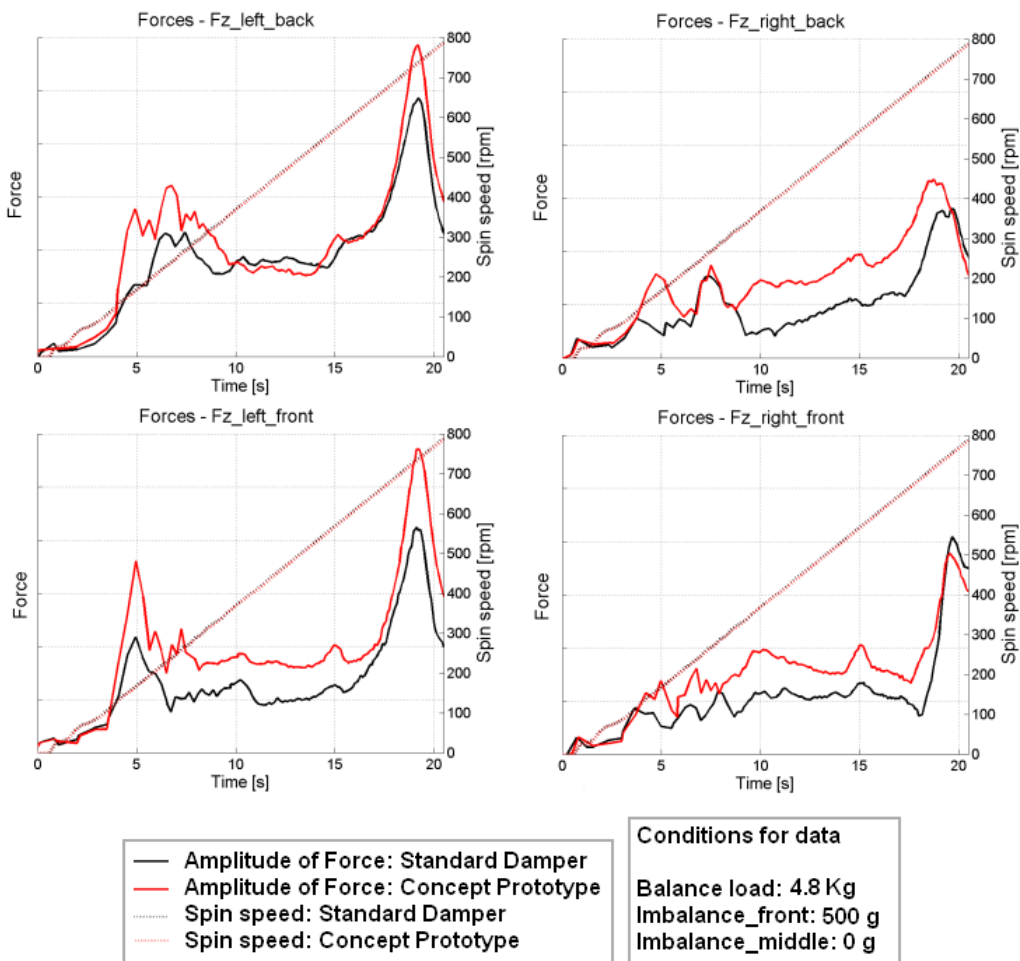 Forces - Fz_left_back
Force
800
700
600
500
400
300
200
100
0
Spin speed [rpm]
0 5 10 15 20
Time [s]
Forces - Fz_right_back
Force
800
700
600
500
400
300
200
100
0
Spin speed [rpm]
0 5 10 15 20
Time [s]
Forces - Fz_left_front
Force
800
700
600
500
400
300
200
100
0
Spin speed [rpm]
0 5 10 15 20
Time [s]
Forces - Fz_right_front
Force
800
700
600
500
400
300
200
100
0
Spin speed [rpm]
0 5 10 15 20
Time [s]
Amplitude of Force: Standard Damper
Amplitude of Force: Concept Prototype
Spin speed: Standard Damper
Spin speed: Concept Prototype
Conditions for data
Balance load: 4.8 Kg
Imbalance_front: 500 g
Imbalance_middle: 0 g